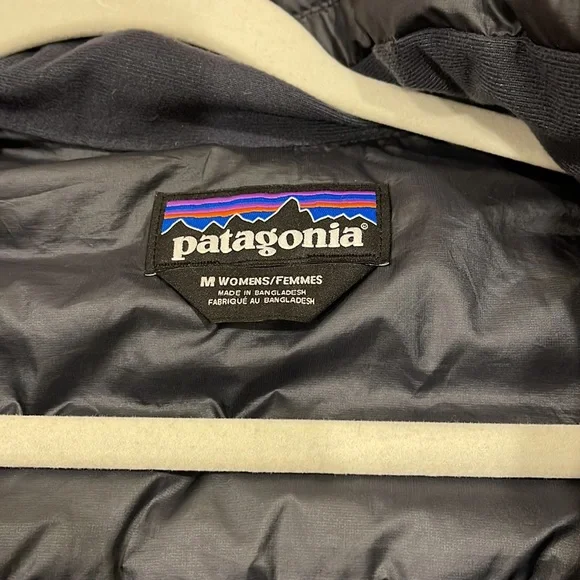 patagonia®
M WOMENS/FEMMES
MADE IN BANGLADESH
FABRIQUÉ AU BANGLADESH